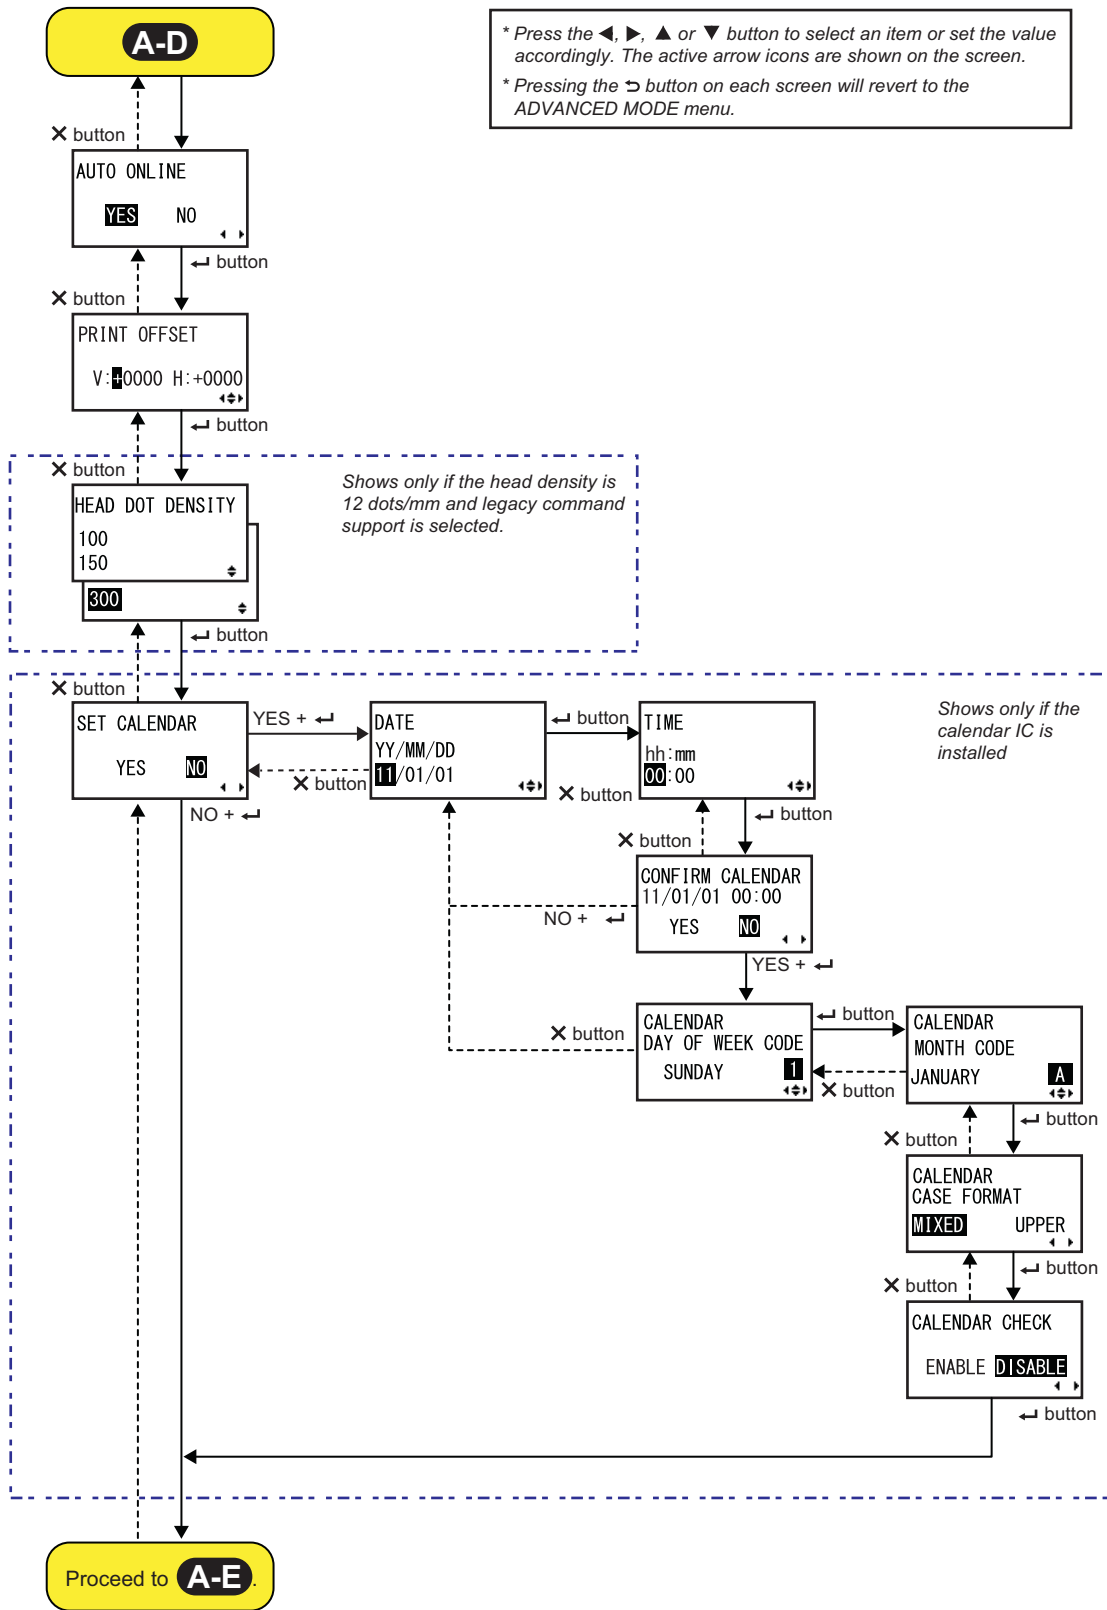 A-D
* Press the ◀, ▶, ▲ or ▼ button to select an item or set the value
accordingly. The active arrow icons are shown on the screen.
* Pressing the ⮌ button on each screen will revert to the
ADVANCED MODE menu.
✕ button
AUTO ONLINE
YES NO
↵ button
✕ button
PRINT OFFSET
V:+0000 H:+0000
↵ button
✕ button
HEAD DOT DENSITY
100
150
300
Shows only if the head density is
12 dots/mm and legacy command
support is selected.
↵ button
✕ button
SET CALENDAR
YES NO
YES + ↵
NO + ↵
DATE
YY/MM/DD
11/01/01
✕ button
↵ button
TIME
hh:mm
00:00
✕ button
Shows only if the
calendar IC is
installed
↵ button
✕ button
CONFIRM CALENDAR
11/01/01 00:00
YES NO
NO + ↵
YES + ↵
CALENDAR
DAY OF WEEK CODE
SUNDAY 1
✕ button
↵ button
CALENDAR
MONTH CODE
JANUARY A
✕ button
↵ button
✕ button
CALENDAR
CASE FORMAT
MIXED UPPER
↵ button
✕ button
CALENDAR CHECK
ENABLE DISABLE
↵ button
Proceed to A-E.